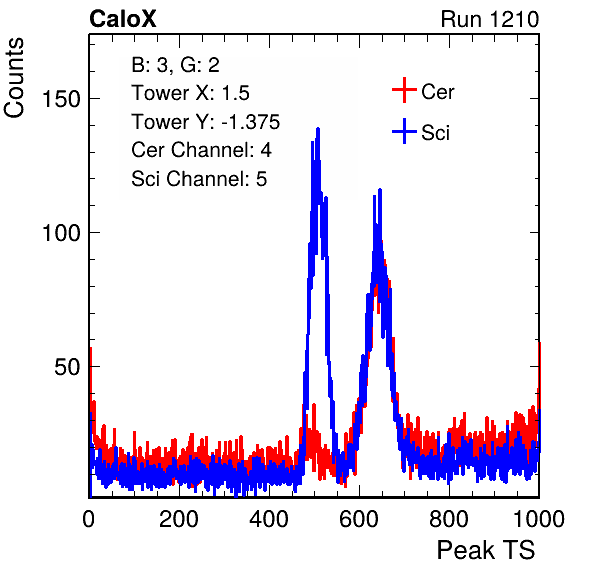 CaloX Run 1210
Counts
B: 3, G: 2
Tower X: 1.5
Tower Y: -1.375
Cer Channel: 4
Sci Channel: 5
Cer
Sci
150
100
50
0 200 400 600 800 1000
Peak TS